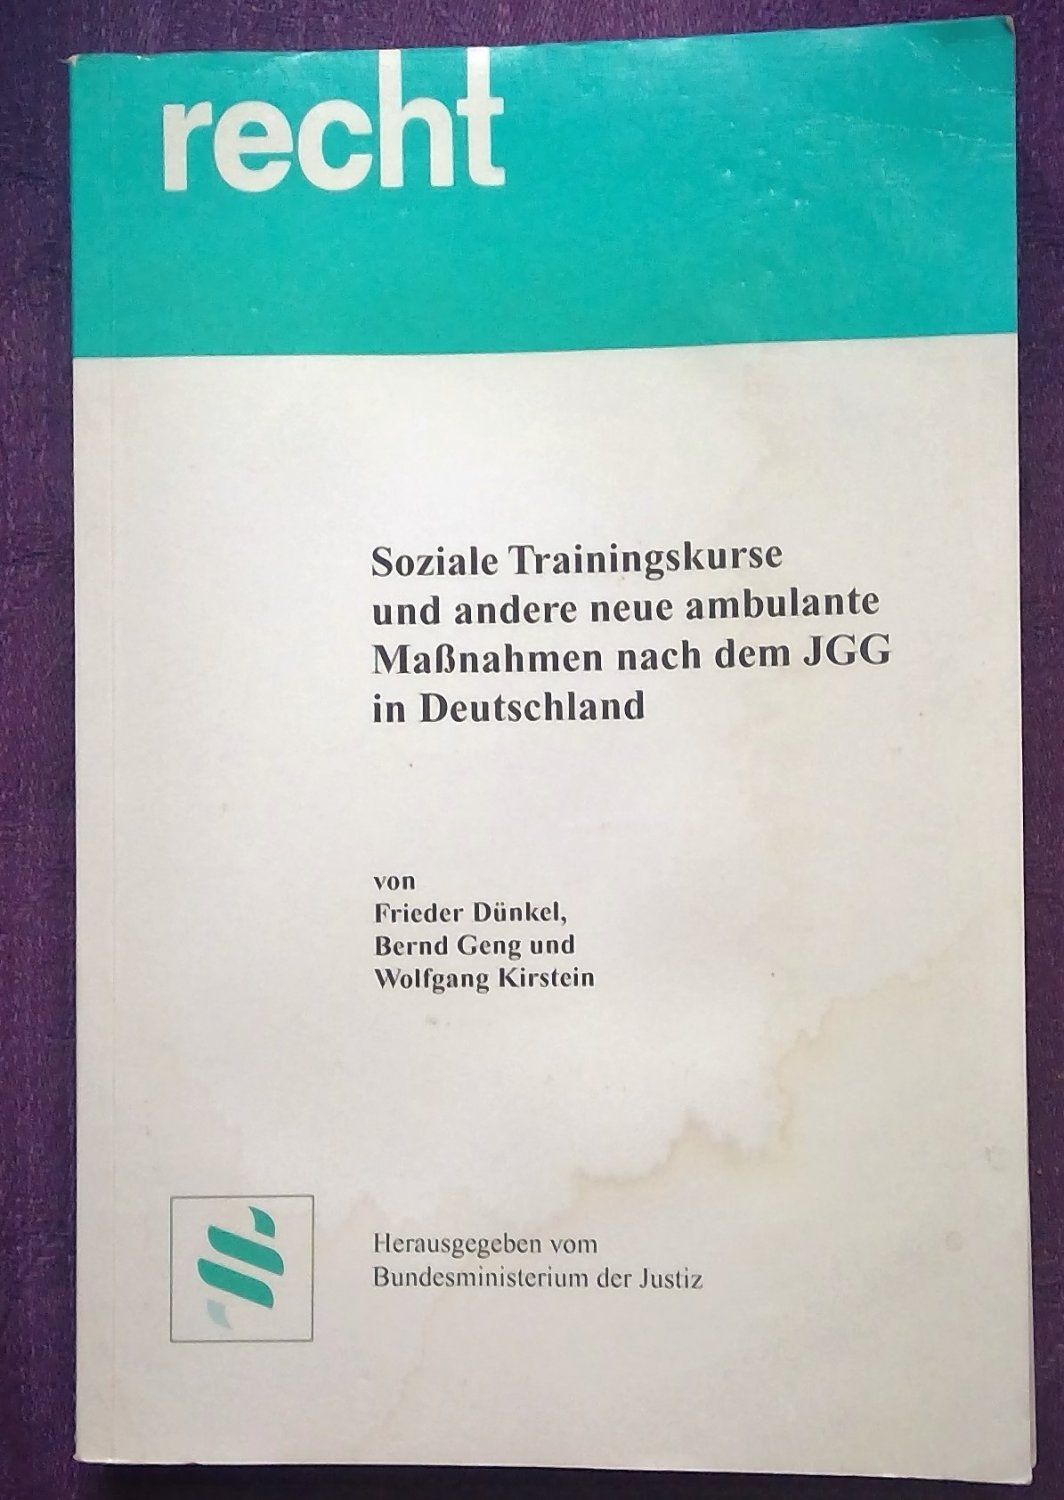 recht
Soziale Trainingskurse
und andere neue ambulante
Maßnahmen nach dem JGG
in Deutschland
von
Frieder Dünkel,
Bernd Geng und
Wolfgang Kirstein
Herausgegeben vom
Bundesministerium der Justiz